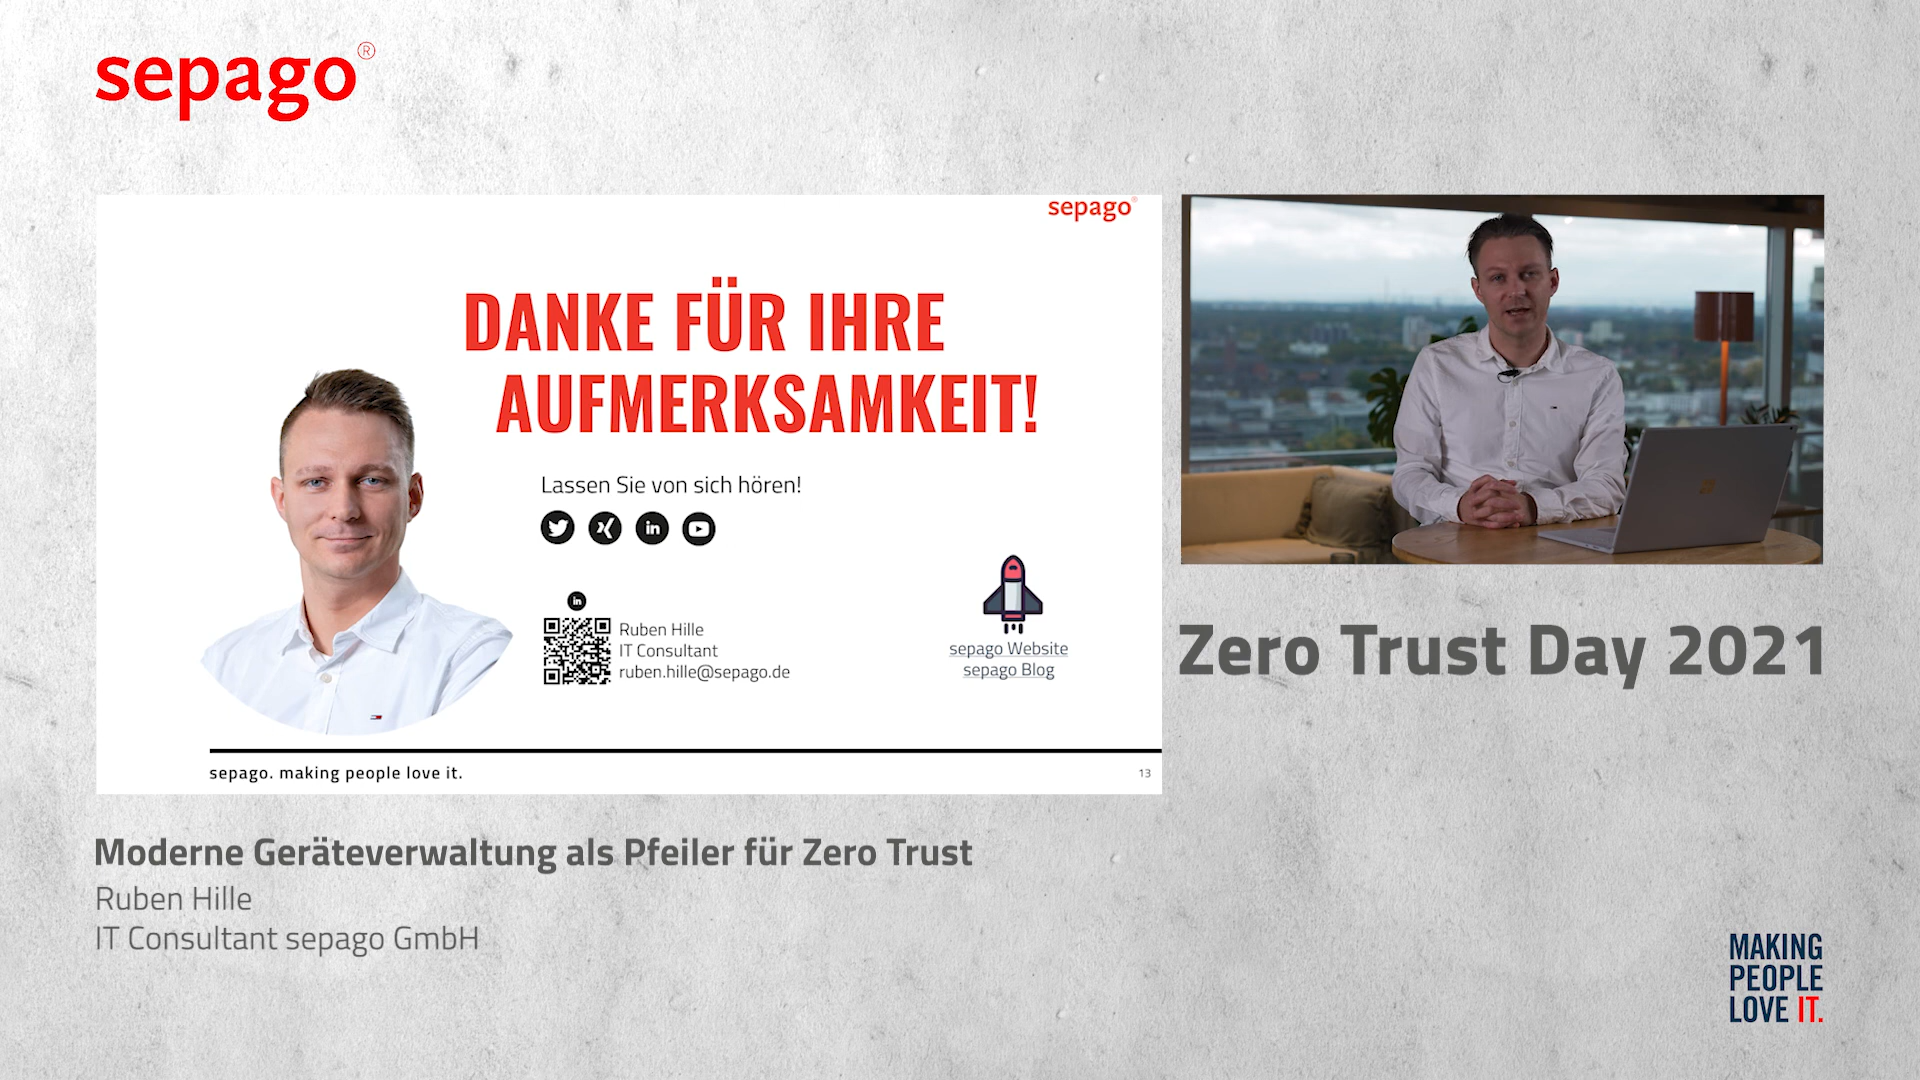 sepago®
sepago®
DANKE FÜR IHRE
AUFMERKSAMKEIT!
Lassen Sie von sich hören!
in
in
Ruben Hille
IT Consultant
ruben.hille@sepago.de
sepago Website
sepago Blog
sepago. making people love it.
13
Zero Trust Day 2021
Moderne Geräteverwaltung als Pfeiler für Zero Trust
Ruben Hille
IT Consultant sepago GmbH
MAKING
PEOPLE
LOVE IT.